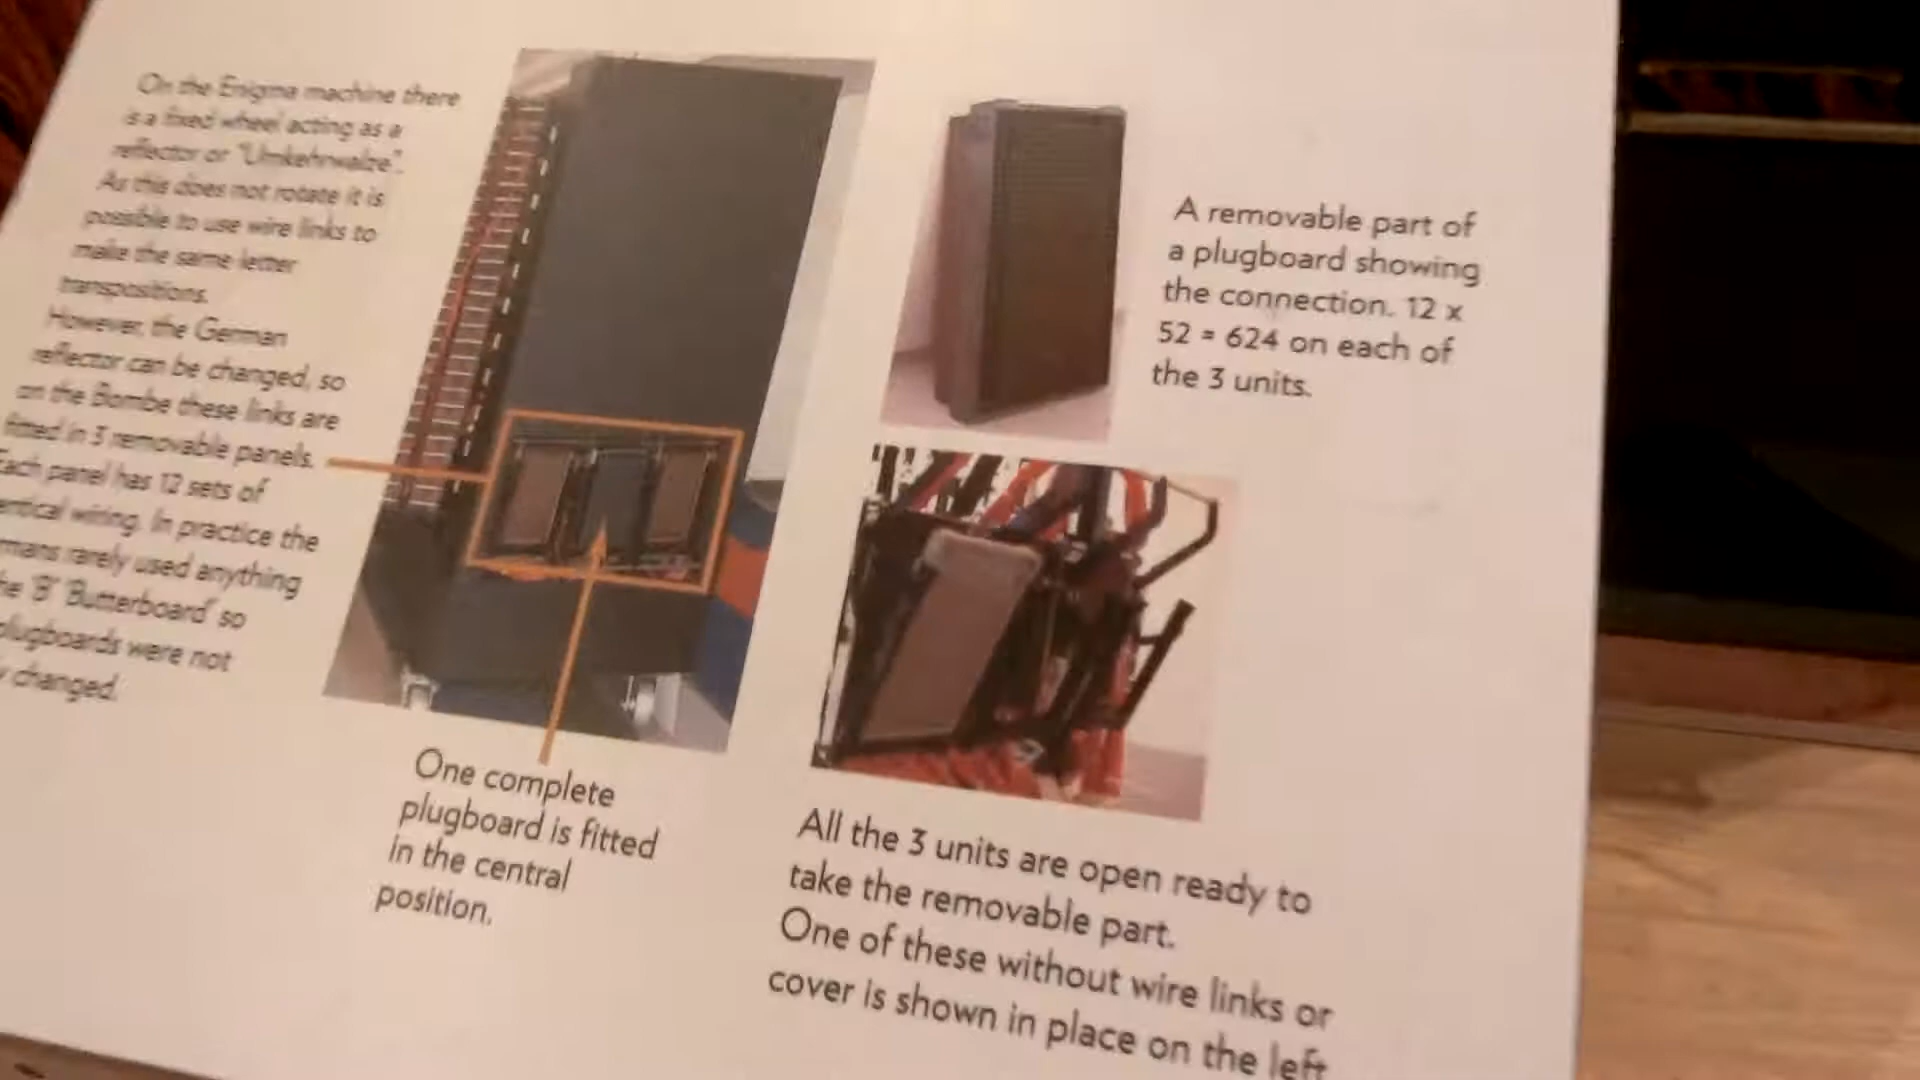 On the Enigma machine there
is a fixed wheel acting as a
reflector or "Umkehrwalze".
As this does not rotate it is
possible to use wire links to
make the same letter
transpositions.
However, the German
reflector can be changed, so
on the Bombe these links are
fitted in 3 removable panels.
Each panel has 12 sets of
wiring. In practice the
rarely used anything
'B' 'Butterboard' so
plugboards were not
changed.
One complete
plugboard is fitted
in the central
position.
A removable part of
a plugboard showing
the connection. 12 x
52 = 624 on each of
the 3 units.
All the 3 units are open ready to
take the removable part.
One of these without wire links or
cover is shown in place on the left